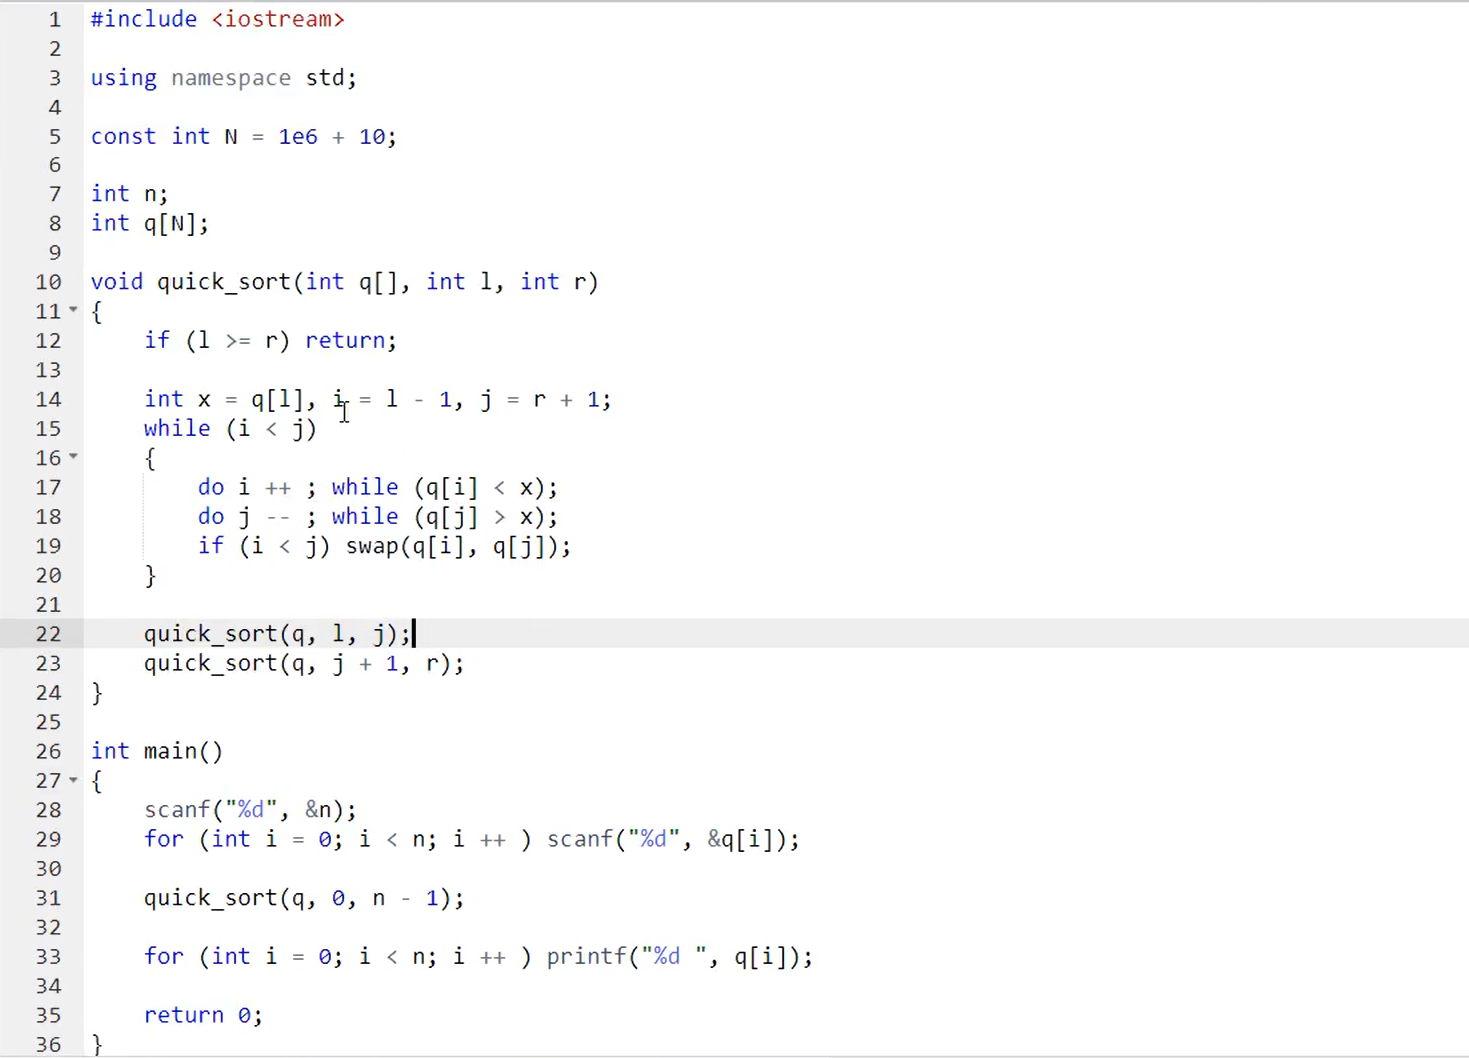 1 #include <iostream>
2
3 using namespace std;
4
5 const int N = 1e6 + 10;
6
7 int n;
8 int q[N];
9
10 void quick_sort(int q[], int l, int r)
11 {
12     if (l >= r) return;
13
14     int x = q[l], i = l - 1, j = r + 1;
15     while (i < j)
16     {
17         do i ++ ; while (q[i] < x);
18         do j -- ; while (q[j] > x);
19         if (i < j) swap(q[i], q[j]);
20     }
21
22     quick_sort(q, l, j);
23     quick_sort(q, j + 1, r);
24 }
25
26 int main()
27 {
28     scanf("%d", &n);
29     for (int i = 0; i < n; i ++ ) scanf("%d", &q[i]);
30
31     quick_sort(q, 0, n - 1);
32
33     for (int i = 0; i < n; i ++ ) printf("%d ", q[i]);
34
35     return 0;
36 }